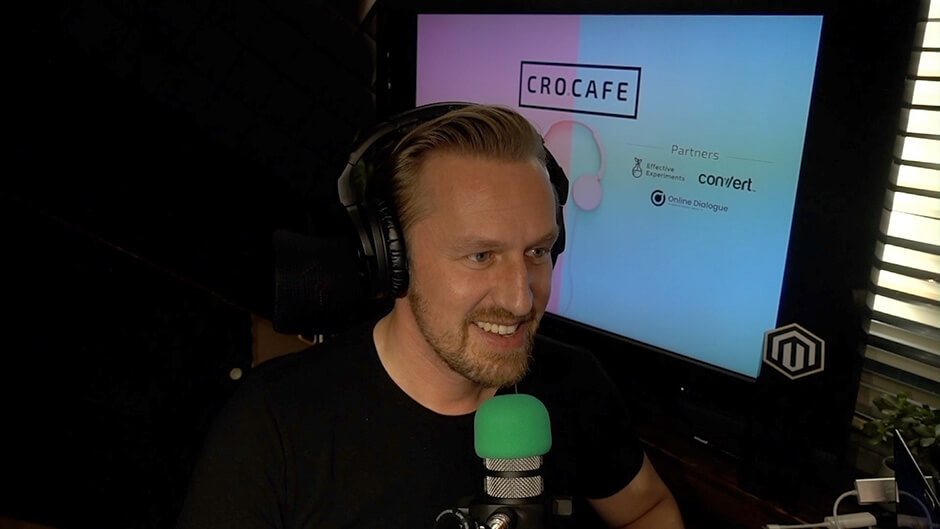 CRO.CAFE
Partners
Effective
Experiments
convert
Online Dialogue